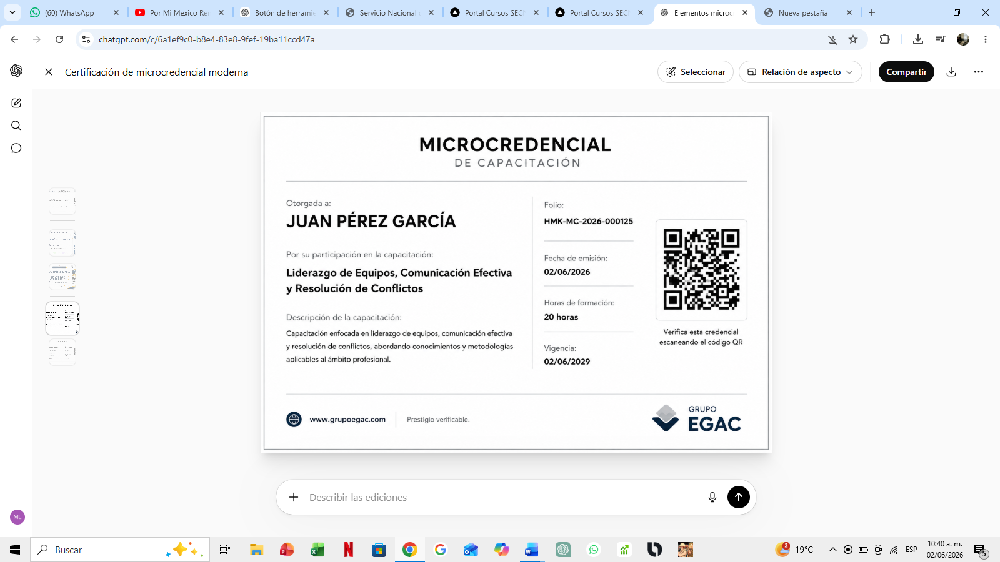 (60) WhatsApp
Por Mi Mexico Rem
Botón de herramie
Servicio Nacional
Portal Cursos SECN
Portal Cursos SECN
Elementos microc
Nueva pestaña
chatgpt.com/c/6a1ef9c0-b8e4-83e8-9fef-19ba11ccd47a
Certificación de microcredencial moderna
Seleccionar
Relación de aspecto
Compartir
MICROCREDENCIAL
DE CAPACITACIÓN
Otorgada a:
JUAN PÉREZ GARCÍA
Por su participación en la capacitación:
Liderazgo de Equipos, Comunicación Efectiva
y Resolución de Conflictos
Descripción de la capacitación:
Capacitación enfocada en liderazgo de equipos, comunicación efectiva
y resolución de conflictos, abordando conocimientos y metodologías
aplicables al ámbito profesional.
Folio:
HMK-MC-2026-000125
Fecha de emisión:
02/06/2026
Horas de formación:
20 horas
Vigencia:
02/06/2029
Verifica esta credencial
escaneando el código QR
www.grupoegac.com
Prestigio verificable.
GRUPO
EGAC
Describir las ediciones
ML
Buscar
2
19°C
ESP
10:40 a. m.
02/06/2026
5